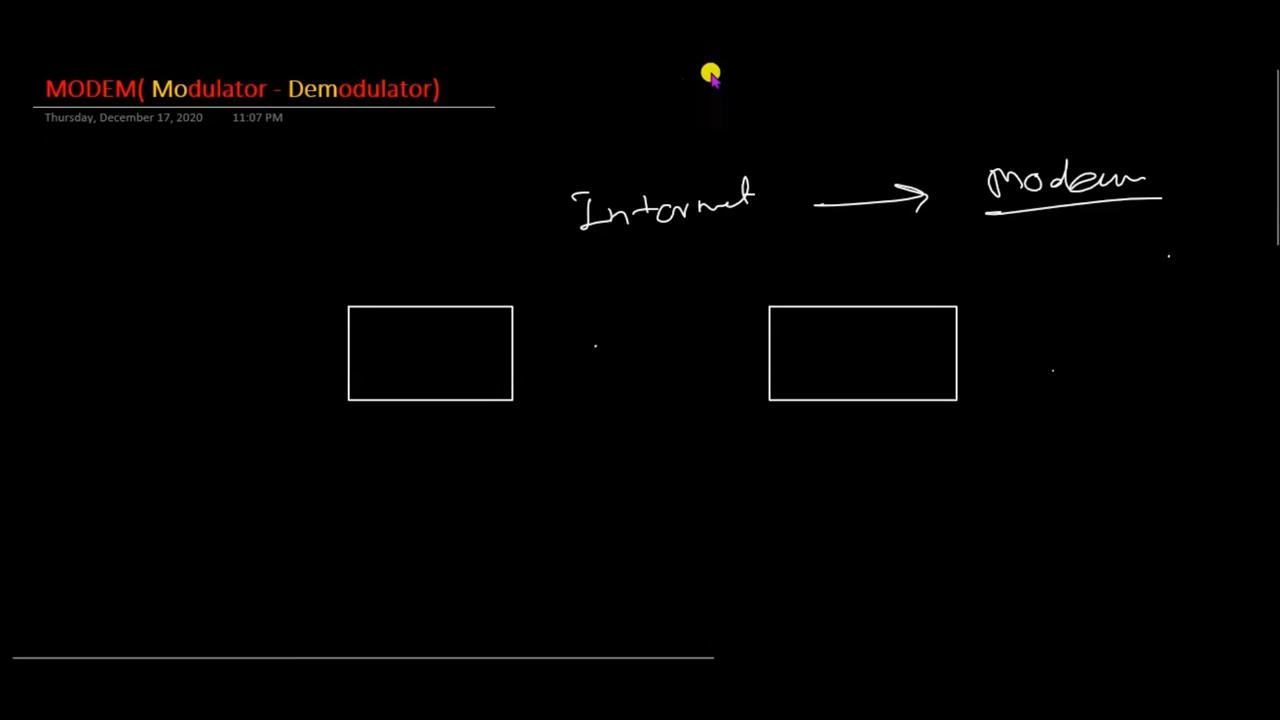 MODEM( Modulator - Demodulator)
Thursday, December 17, 2020 11:07 PM
Internet → Modem